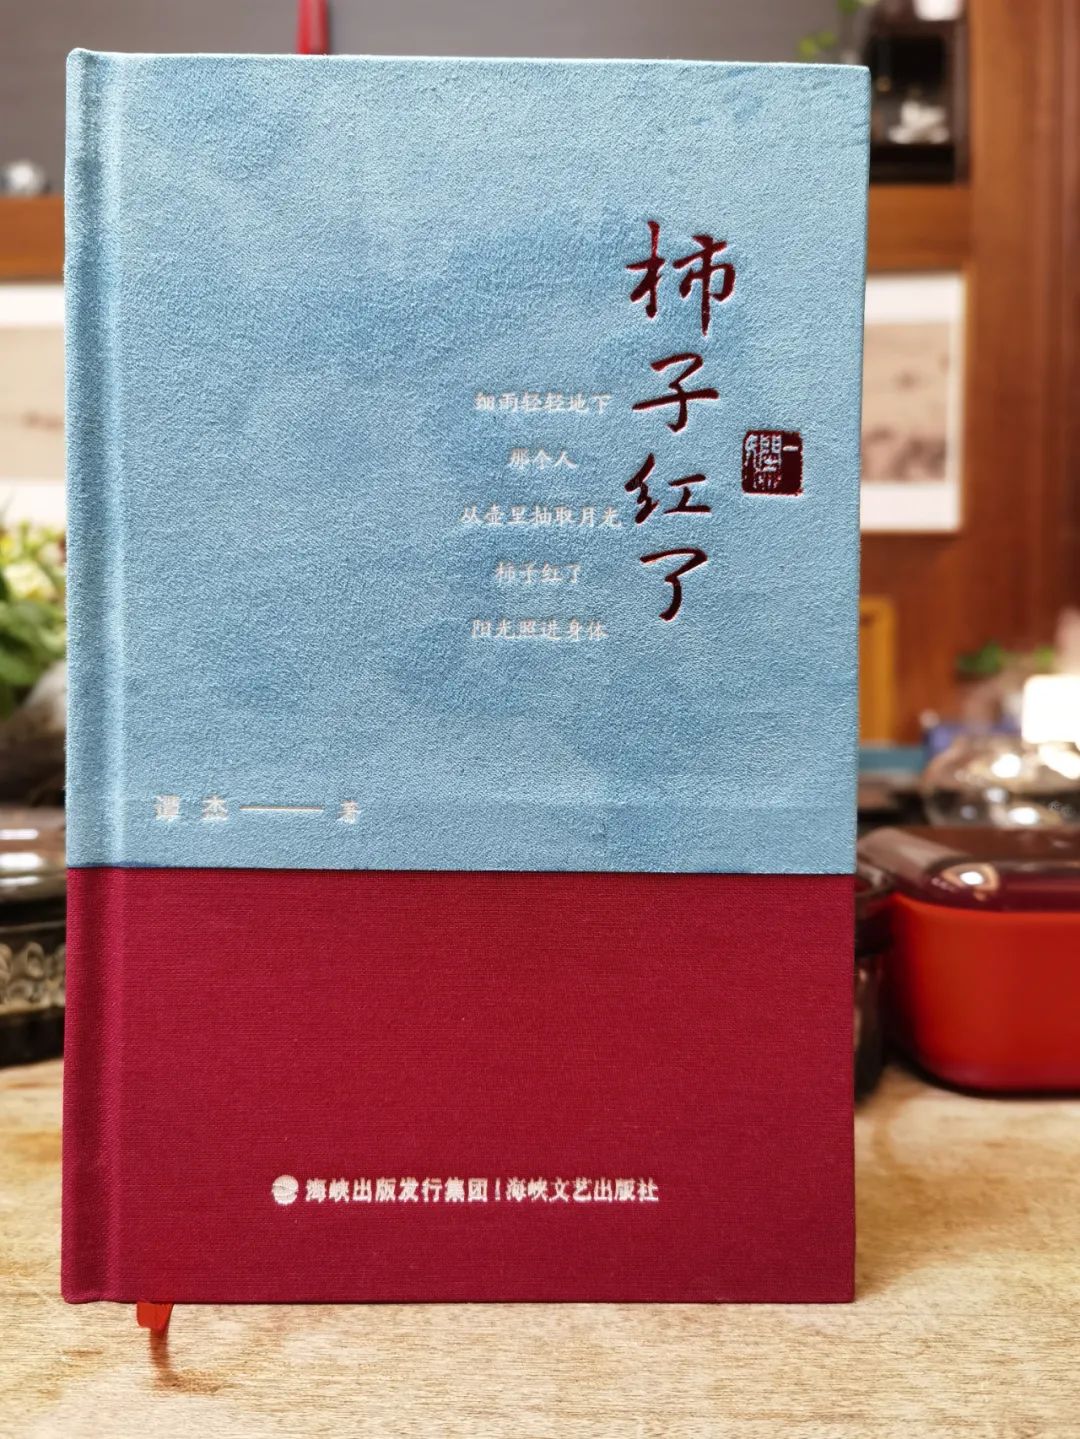 柿子红了
细雨轻轻地下
那个人
从壶里抽取月光
柿子红了
阳光照进身体
谭杰——著
海峡出版发行集团|海峡文艺出版社